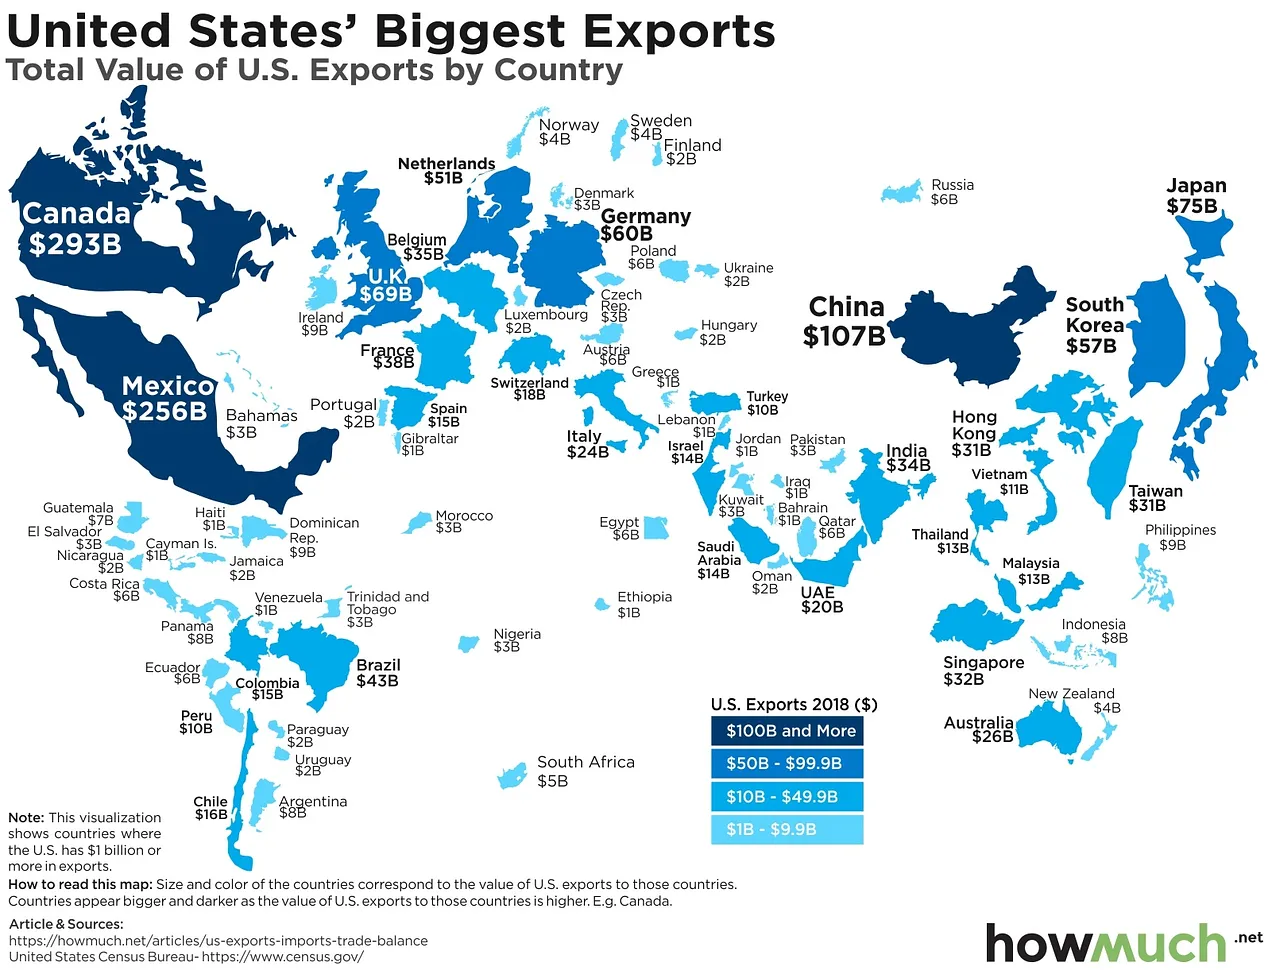 United States’ Biggest Exports
Total Value of U.S. Exports by Country
Canada
$293B
Mexico
$256B
Bahamas
$3B
Norway
$4B
Sweden
$4B
Finland
$2B
Netherlands
$51B
Denmark
$3B
Germany
$60B
Belgium
$35B
U.K.
$69B
Ireland
$9B
Poland
$6B
Ukraine
$2B
Czech
Rep.
$3B
Luxembourg
$2B
Hungary
$2B
Austria
$6B
France
$38B
Switzerland
$18B
Greece
$1B
Portugal
$2B
Spain
$15B
Gibraltar
$1B
Italy
$24B
Turkey
$10B
Lebanon
$1B
Israel
$14B
Jordan
$1B
Pakistan
$3B
Iraq
$1B
Kuwait
$3B
Bahrain
$1B
Qatar
$6B
Saudi
Arabia
$14B
Oman
$2B
UAE
$20B
India
$34B
Russia
$6B
China
$107B
Japan
$75B
South
Korea
$57B
Hong
Kong
$31B
Vietnam
$11B
Taiwan
$31B
Thailand
$13B
Malaysia
$13B
Philippines
$9B
Indonesia
$8B
Singapore
$32B
New Zealand
$4B
Australia
$26B
Guatemala
$7B
El Salvador
$3B
Nicaragua
$2B
Costa Rica
$6B
Haiti
$1B
Cayman Is.
$1B
Dominican
Rep.
$9B
Jamaica
$2B
Venezuela
$1B
Trinidad and
Tobago
$3B
Panama
$8B
Ecuador
$6B
Colombia
$15B
Brazil
$43B
Peru
$10B
Paraguay
$2B
Uruguay
$2B
Chile
$16B
Argentina
$8B
Morocco
$3B
Egypt
$6B
Ethiopia
$1B
Nigeria
$3B
South Africa
$5B
U.S. Exports 2018 ($)
$100B and More
$50B - $99.9B
$10B - $49.9B
$1B - $9.9B
Note: This visualization
shows countries where
the U.S. has $1 billion or
more in exports.
How to read this map: Size and color of the countries correspond to the value of U.S. exports to those countries.
Countries appear bigger and darker as the value of U.S. exports to those countries is higher. E.g. Canada.
Article & Sources:
https://howmuch.net/articles/us-exports-imports-trade-balance
United States Census Bureau- https://www.census.gov/
howmuch.net